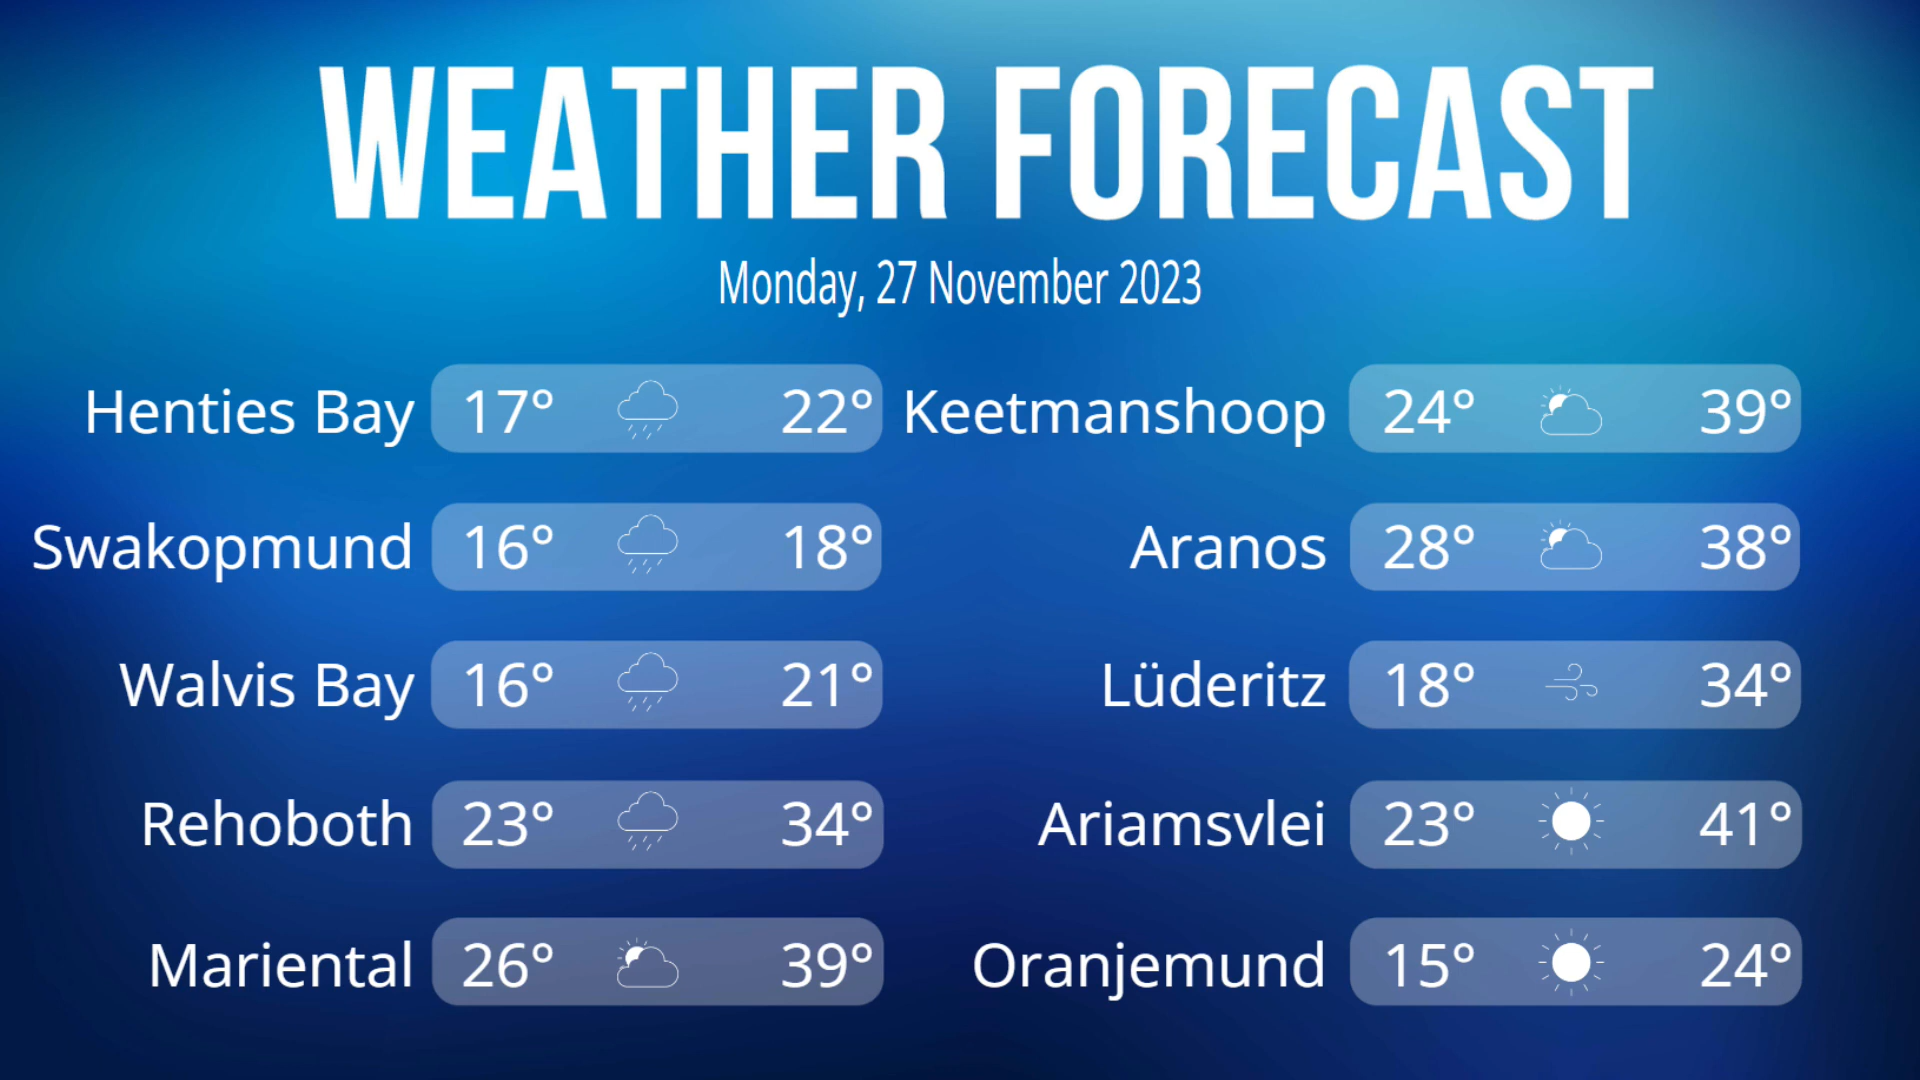 WEATHER FORECAST
Monday, 27 November 2023
Henties Bay 17° 22°
Swakopmund 16° 18°
Walvis Bay 16° 21°
Rehoboth 23° 34°
Mariental 26° 39°
Keetmanshoop 24° 39°
Aranos 28° 38°
Lüderitz 18° 34°
Ariamsvlei 23° 41°
Oranjemund 15° 24°